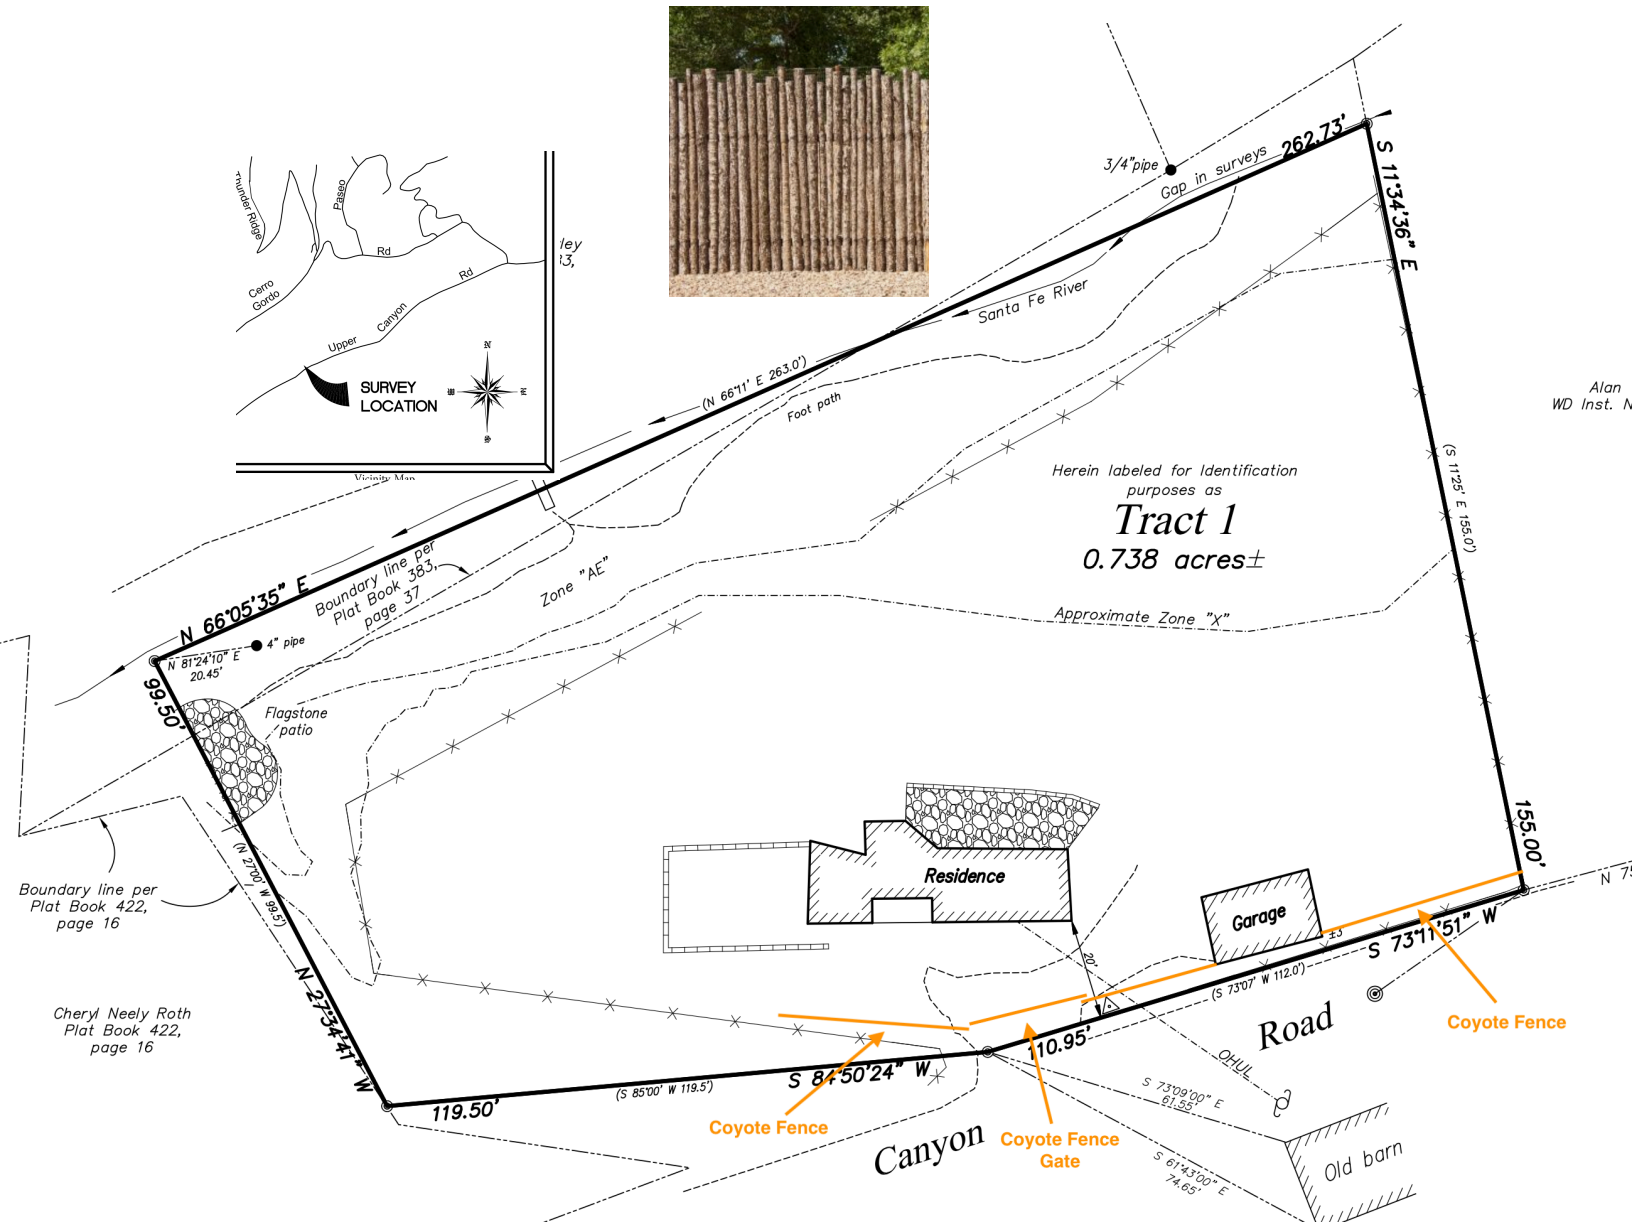 Thunder Ridge
Paseo
Rd
Cerro
Gordo
Rd
Canyon
Upper
N
S
SURVEY
LOCATION
Vicinity Map
ley
33,
3/4"pipe
Gap in surveys
262.73'
S 11°34'36" E
Santa Fe River
(N 66°11' E 263.0')
Foot path
Alan
WD Inst. N
Herein labeled for Identification
purposes as
Tract 1
0.738 acres±
(S 11°25' E 155.0')
Boundary line per
Plat Book 383,
page 37
Zone "AE"
N 66°05'35" E
4" pipe
N 81°24'10" E
20.45'
Approximate Zone "X"
99.50'
Flagstone
patio
(N 27°00' W 99.5')
Boundary line per
Plat Book 422,
page 16
155.00'
Residence
Garage
N 75
±3'
S 73°11'51" W
20'
(S 73°07' W 112.0')
N 27°34'41" W
Cheryl Neely Roth
Plat Book 422,
page 16
Road
Coyote Fence
110.95'
OHUL
S 84°50'24" W
(S 85°00' W 119.5')
119.50'
S 73°09'00" E
61.55'
Coyote Fence
Canyon
Coyote Fence
Gate
S 61°43'00" E
74.65'
Old barn